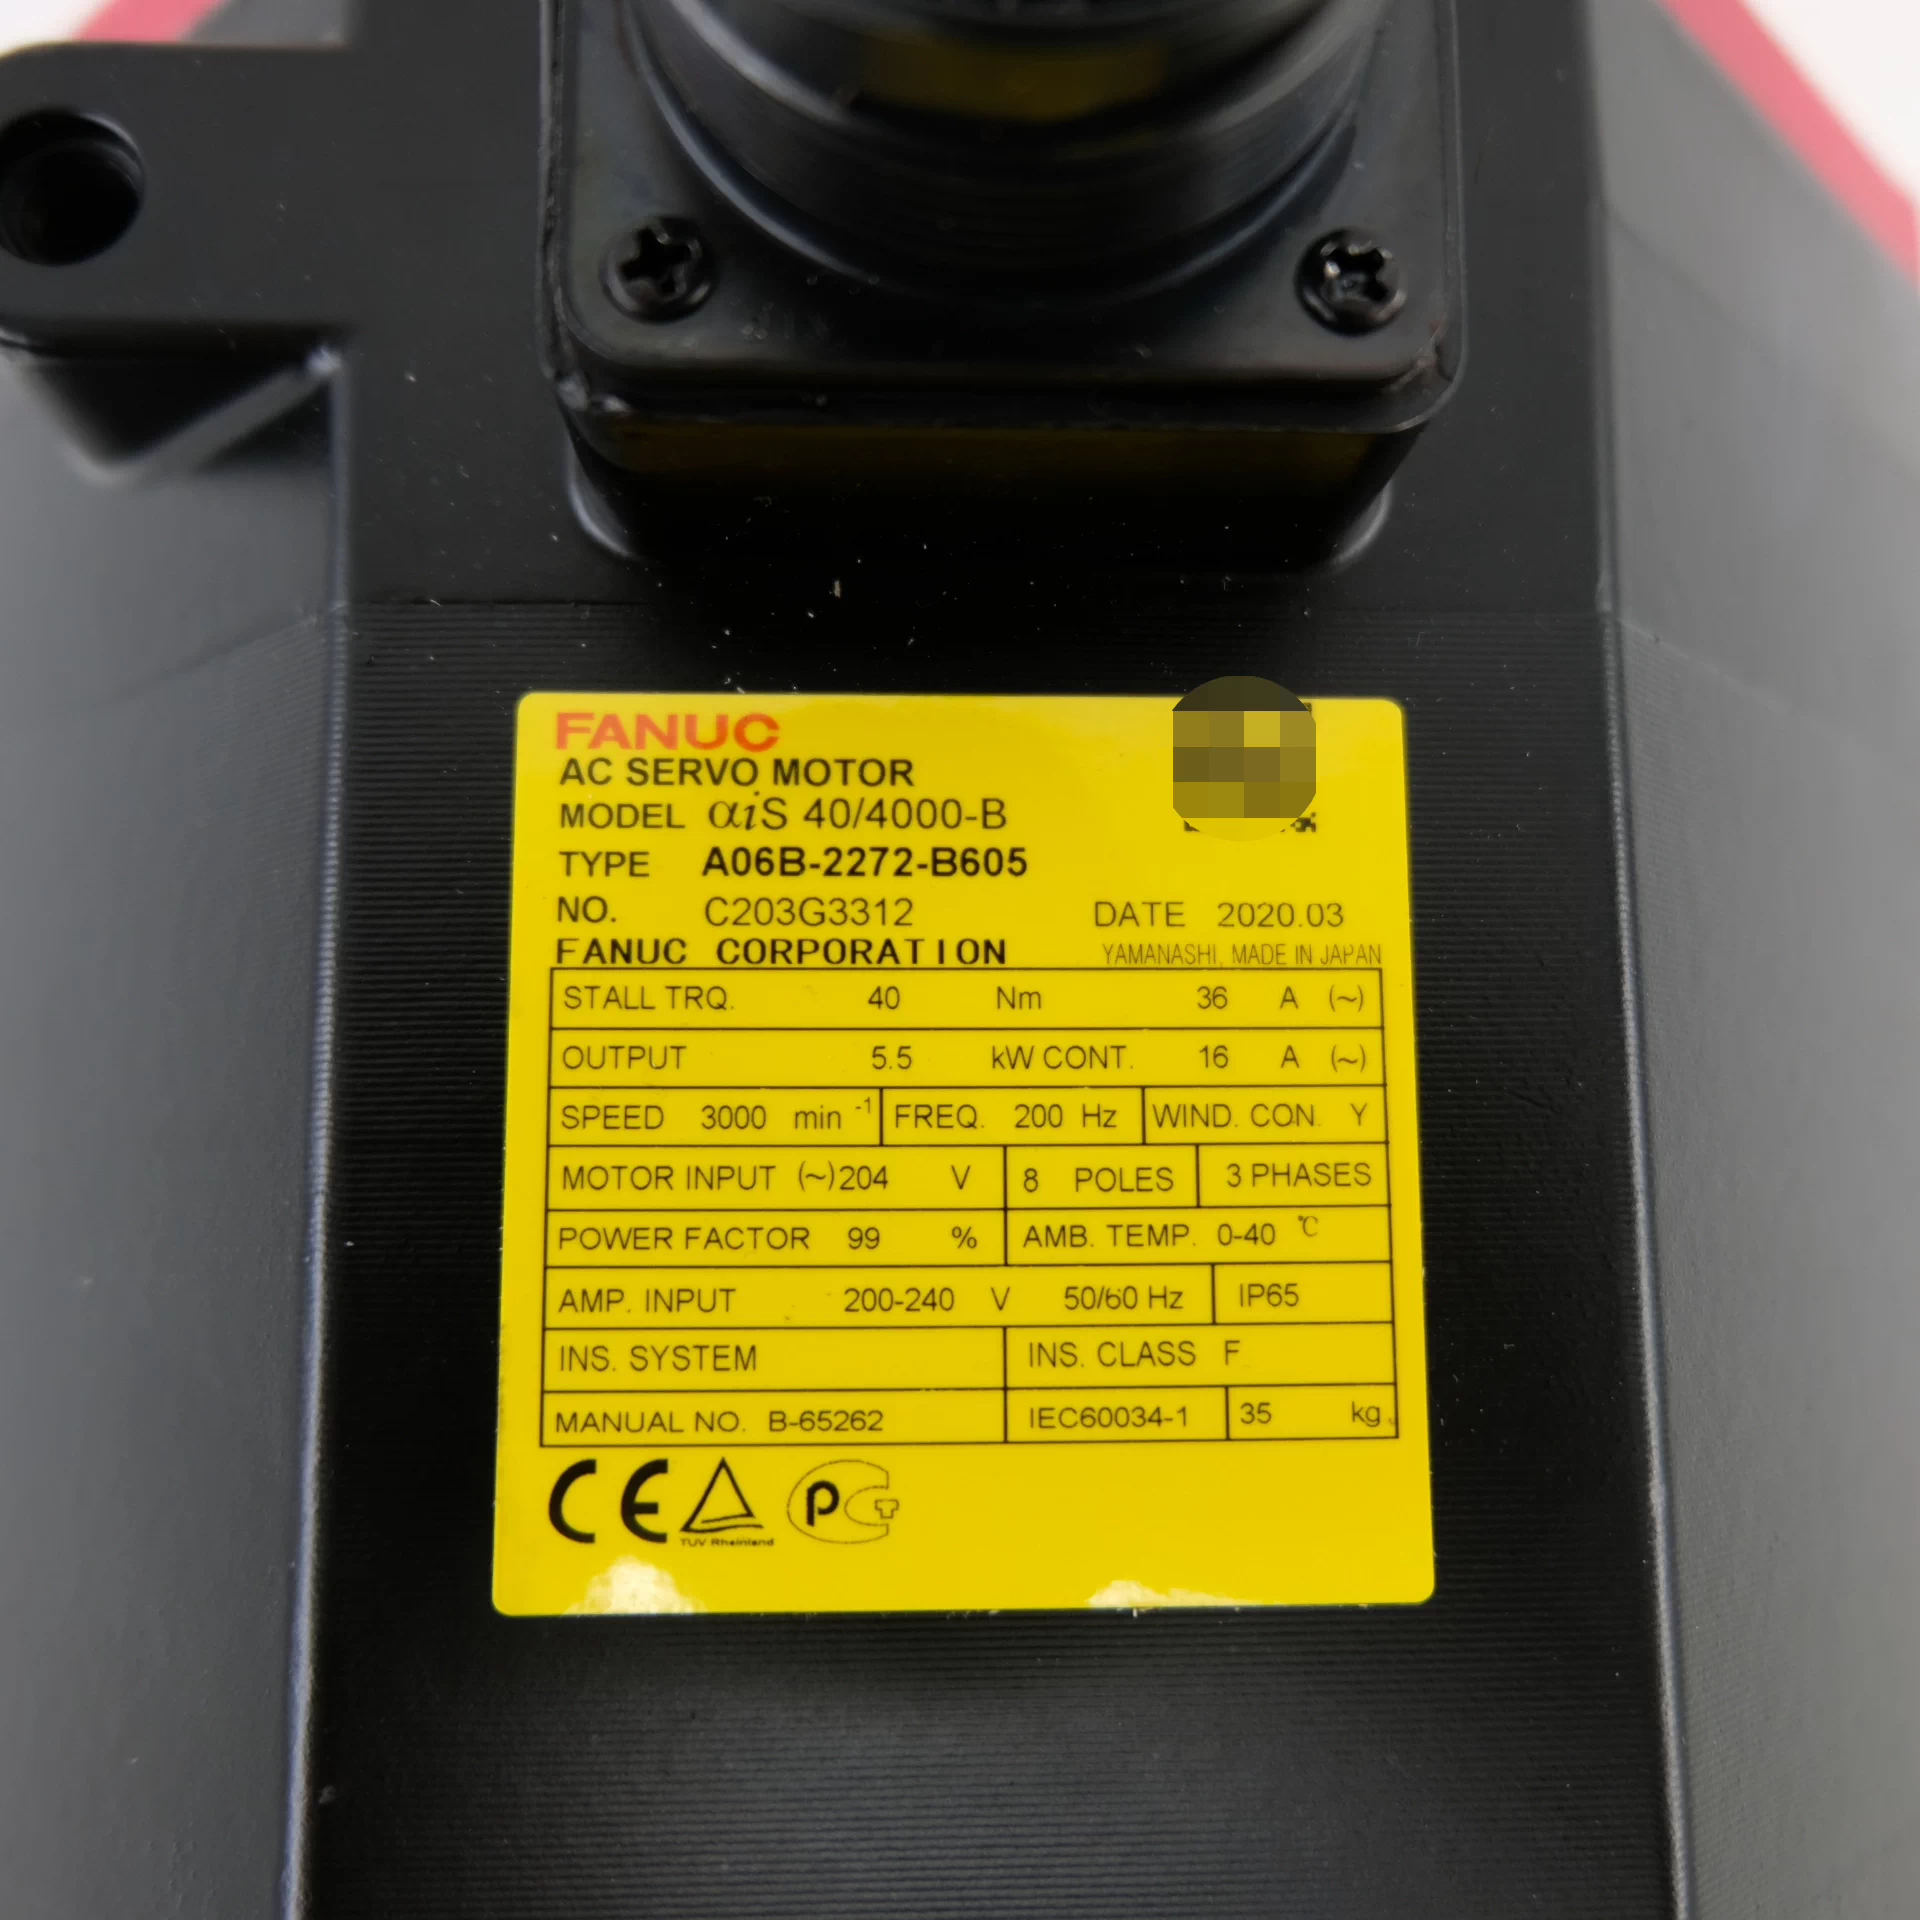 FANUC
AC SERVO MOTOR
MODEL αiS 40/4000-B
TYPE A06B-2272-B605
NO. C203G3312 DATE 2020.03
FANUC CORPORATION YAMANASHI, MADE IN JAPAN
STALL TRQ. 40 Nm 36 A (~)
OUTPUT 5.5 kW CONT. 16 A (~)
SPEED 3000 min -1 FREQ. 200 Hz WIND. CON. Y
MOTOR INPUT (~)204 V 8 POLES 3 PHASES
POWER FACTOR 99 % AMB. TEMP. 0-40 °C
AMP. INPUT 200-240 V 50/60 Hz IP65
INS. SYSTEM INS. CLASS F
MANUAL NO. B-65262 IEC60034-1 35 kg
CE TUV Rheinland PCT